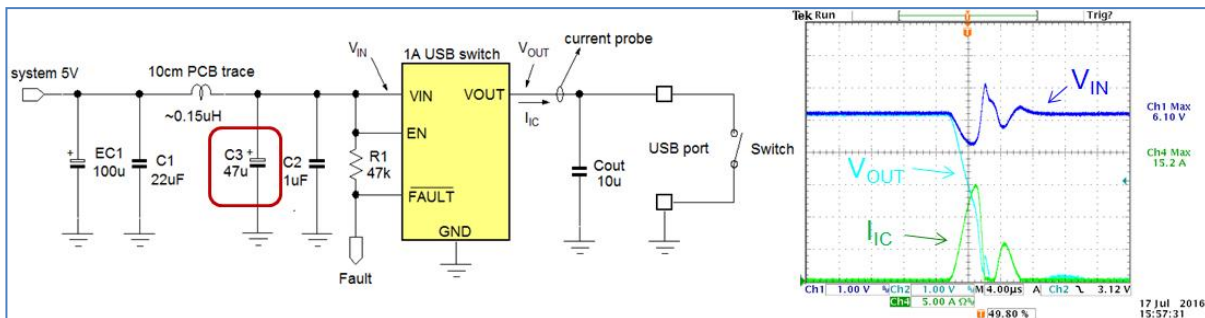 system 5V
10cm PCB trace
~0.15uH
+
EC1
100u
C1
22uF
C3
47u
+
C2
1uF
R1
47k
Fault
VIN
1A USB switch
VIN
EN
FAULT
GND
VOUT
VOUT
current probe
IIC
Cout
10u
USB port
Switch
Tek Run
Trig?
T
VIN
VOUT
IIC
Ch1 Max
6.10 V
Ch4 Max
15.2 A
Ch1 1.00 V Ch2 1.00 V M 4.00µs A Ch2 3.12 V
Ch4 5.00 A Ω
T 49.80 %
17 Jul 2016
15:57:31